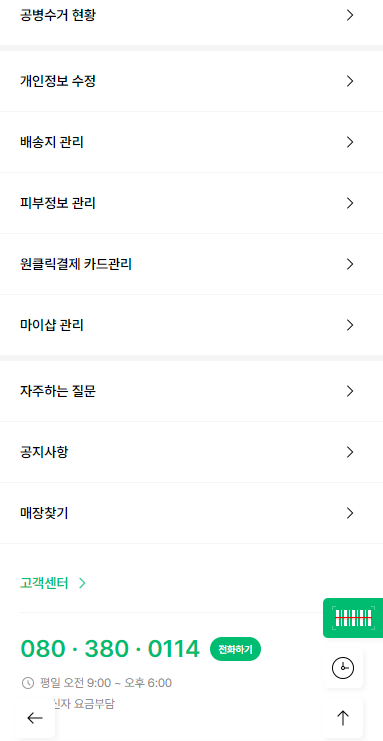 공병수거 현황
개인정보 수정
배송지 관리
피부정보 관리
원클릭결제 카드관리
마이샵 관리
자주하는 질문
공지사항
매장찾기
고객센터
080 · 380 · 0114 전화하기
평일 오전 9:00 ~ 오후 6:00
신자 요금부담